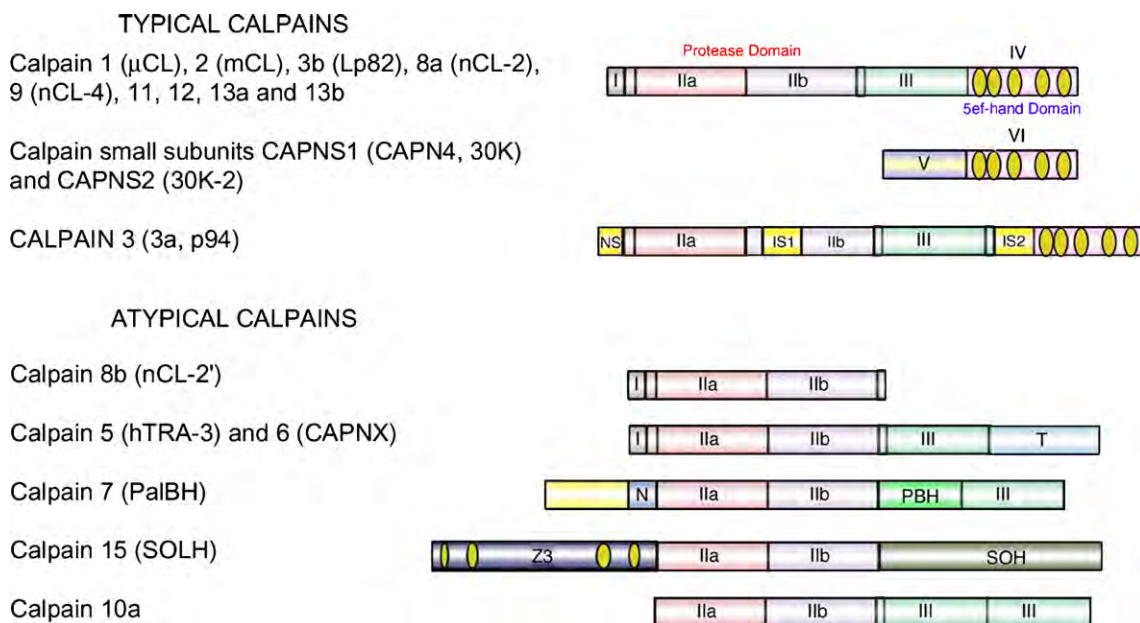 TYPICAL CALPAINS
Calpain 1 (µCL), 2 (mCL), 3b (Lp82), 8a (nCL-2),
9 (nCL-4), 11, 12, 13a and 13b
Protease Domain
IV
I IIa IIb III
5ef-hand Domain
Calpain small subunits CAPNS1 (CAPN4, 30K)
and CAPNS2 (30K-2)
VI
V
CALPAIN 3 (3a, p94)
NS IIa IS1 IIb III IS2
ATYPICAL CALPAINS
Calpain 8b (nCL-2')
I IIa IIb
Calpain 5 (hTRA-3) and 6 (CAPNX)
I IIa IIb III T
Calpain 7 (PalBH)
N IIa IIb PBH III
Calpain 15 (SOLH)
Z3 IIa IIb SOH
Calpain 10a
IIa IIb III III